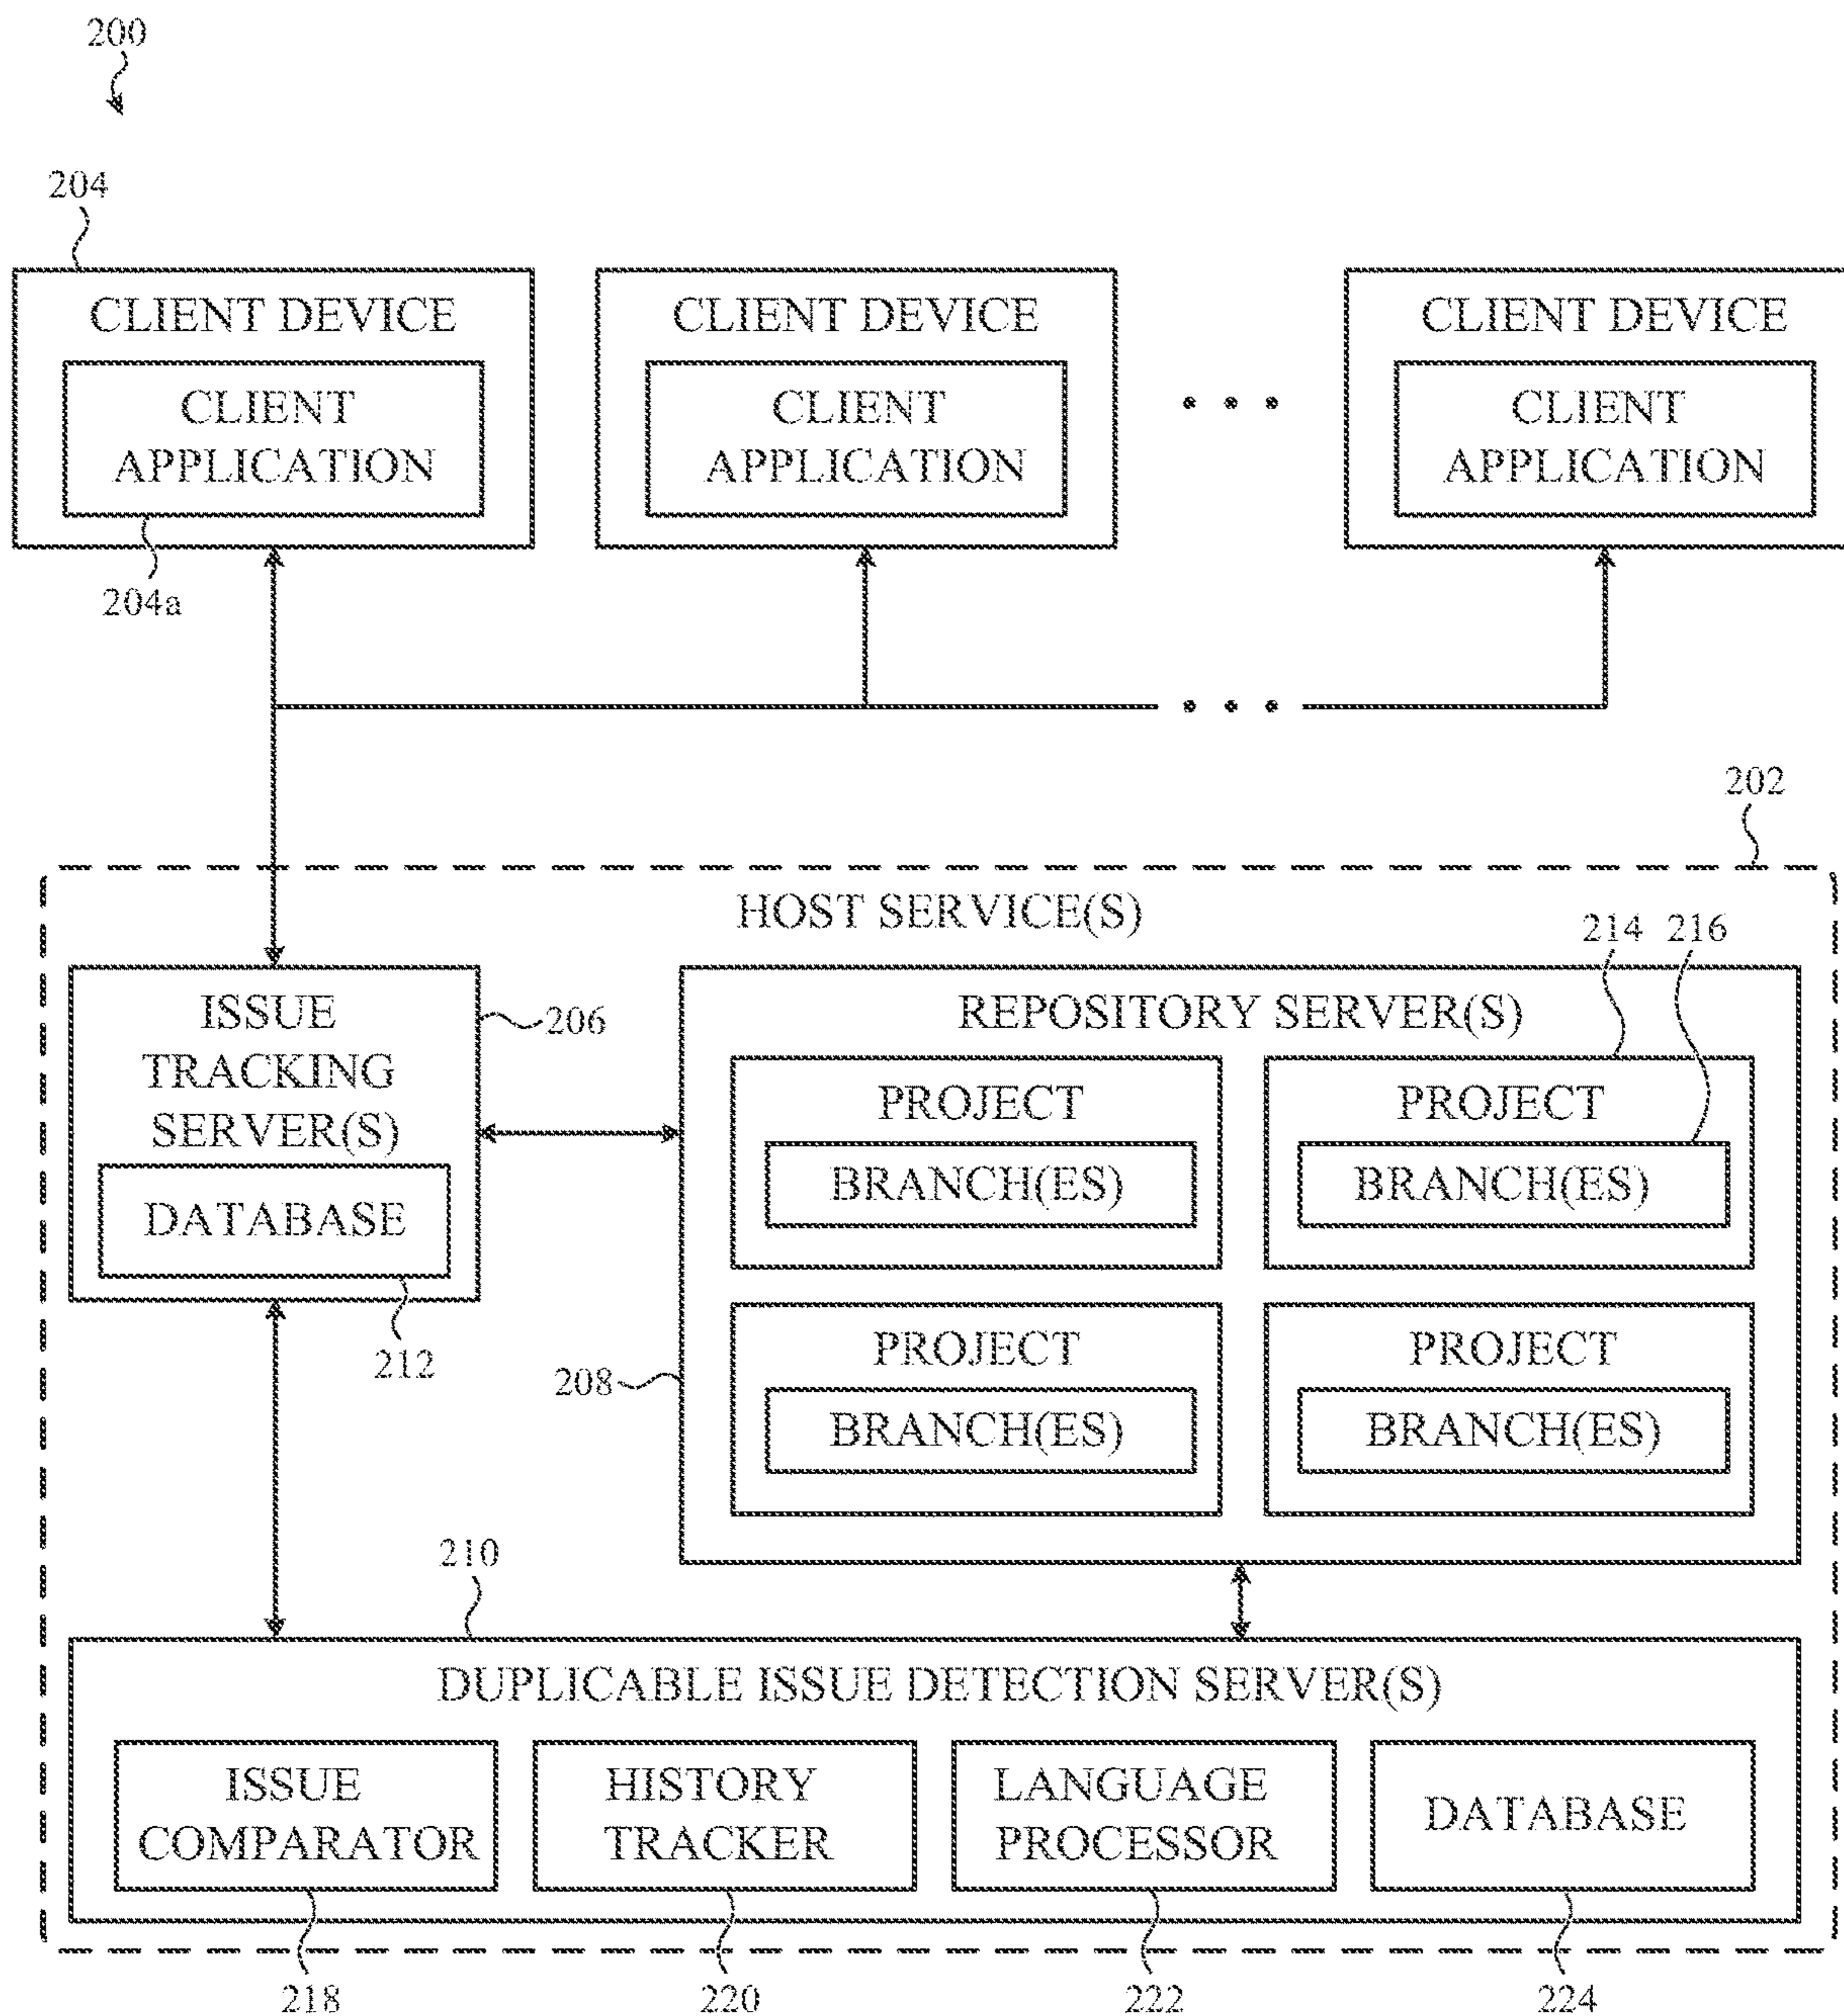 200
204
CLIENT DEVICE
CLIENT
APPLICATION
204a
CLIENT DEVICE
CLIENT
APPLICATION
• • •
CLIENT DEVICE
CLIENT
APPLICATION
• • •
202
HOST SERVICE(S)
214 216
ISSUE
TRACKING
SERVER(S)
206
DATABASE
212
REPOSITORY SERVER(S)
PROJECT
BRANCH(ES)
PROJECT
BRANCH(ES)
208
PROJECT
BRANCH(ES)
PROJECT
BRANCH(ES)
210
DUPLICABLE ISSUE DETECTION SERVER(S)
ISSUE
COMPARATOR
HISTORY
TRACKER
LANGUAGE
PROCESSOR
DATABASE
218
220
222
224